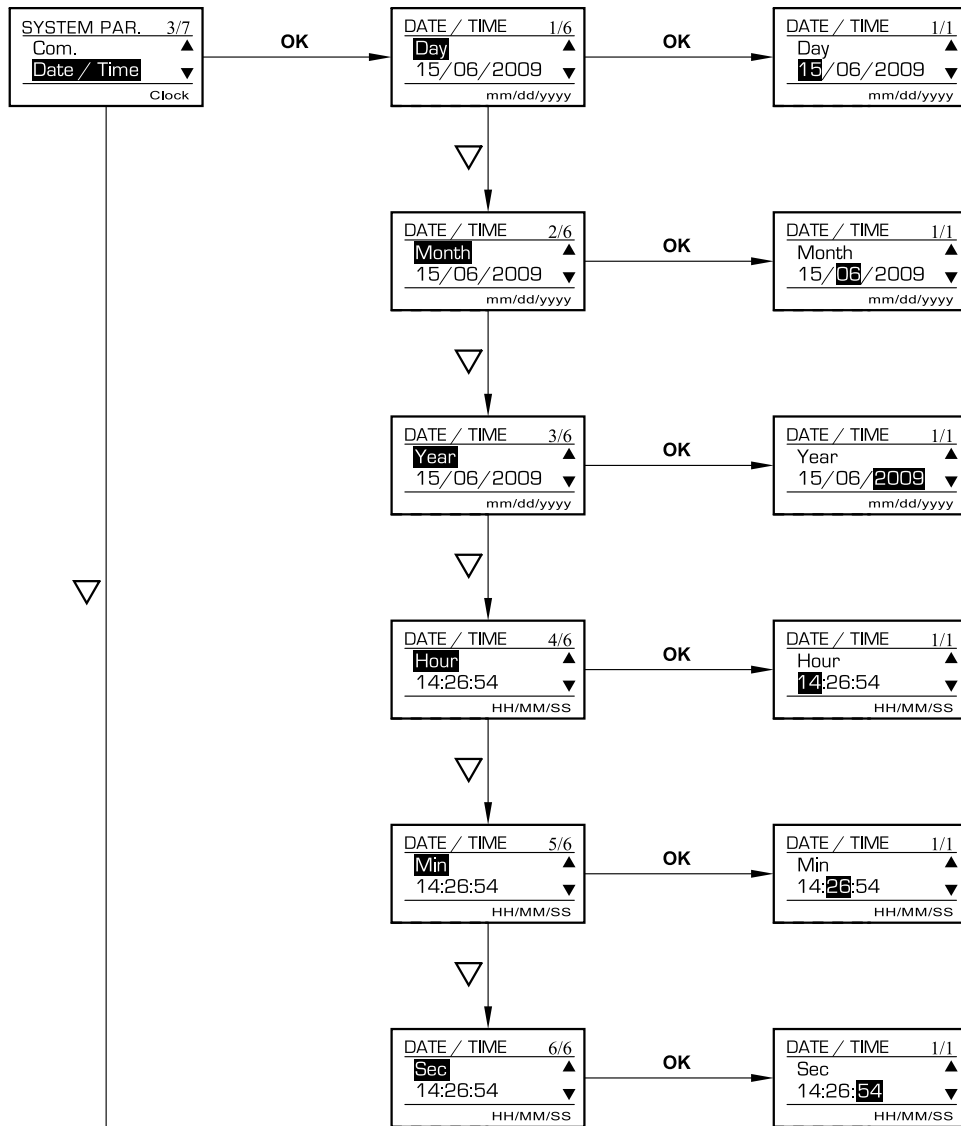 SYSTEM PAR. 3/7
Com.
Date / Time
Clock
OK
DATE / TIME 1/6
Day
15/06/2009
mm/dd/yyyy
OK
DATE / TIME 1/1
Day
15/06/2009
mm/dd/yyyy
DATE / TIME 2/6
Month
15/06/2009
mm/dd/yyyy
OK
DATE / TIME 1/1
Month
15/06/2009
mm/dd/yyyy
DATE / TIME 3/6
Year
15/06/2009
mm/dd/yyyy
OK
DATE / TIME 1/1
Year
15/06/2009
mm/dd/yyyy
DATE / TIME 4/6
Hour
14:26:54
HH/MM/SS
OK
DATE / TIME 1/1
Hour
14:26:54
HH/MM/SS
DATE / TIME 5/6
Min
14:26:54
HH/MM/SS
OK
DATE / TIME 1/1
Min
14:26:54
HH/MM/SS
DATE / TIME 6/6
Sec
14:26:54
HH/MM/SS
OK
DATE / TIME 1/1
Sec
14:26:54
HH/MM/SS